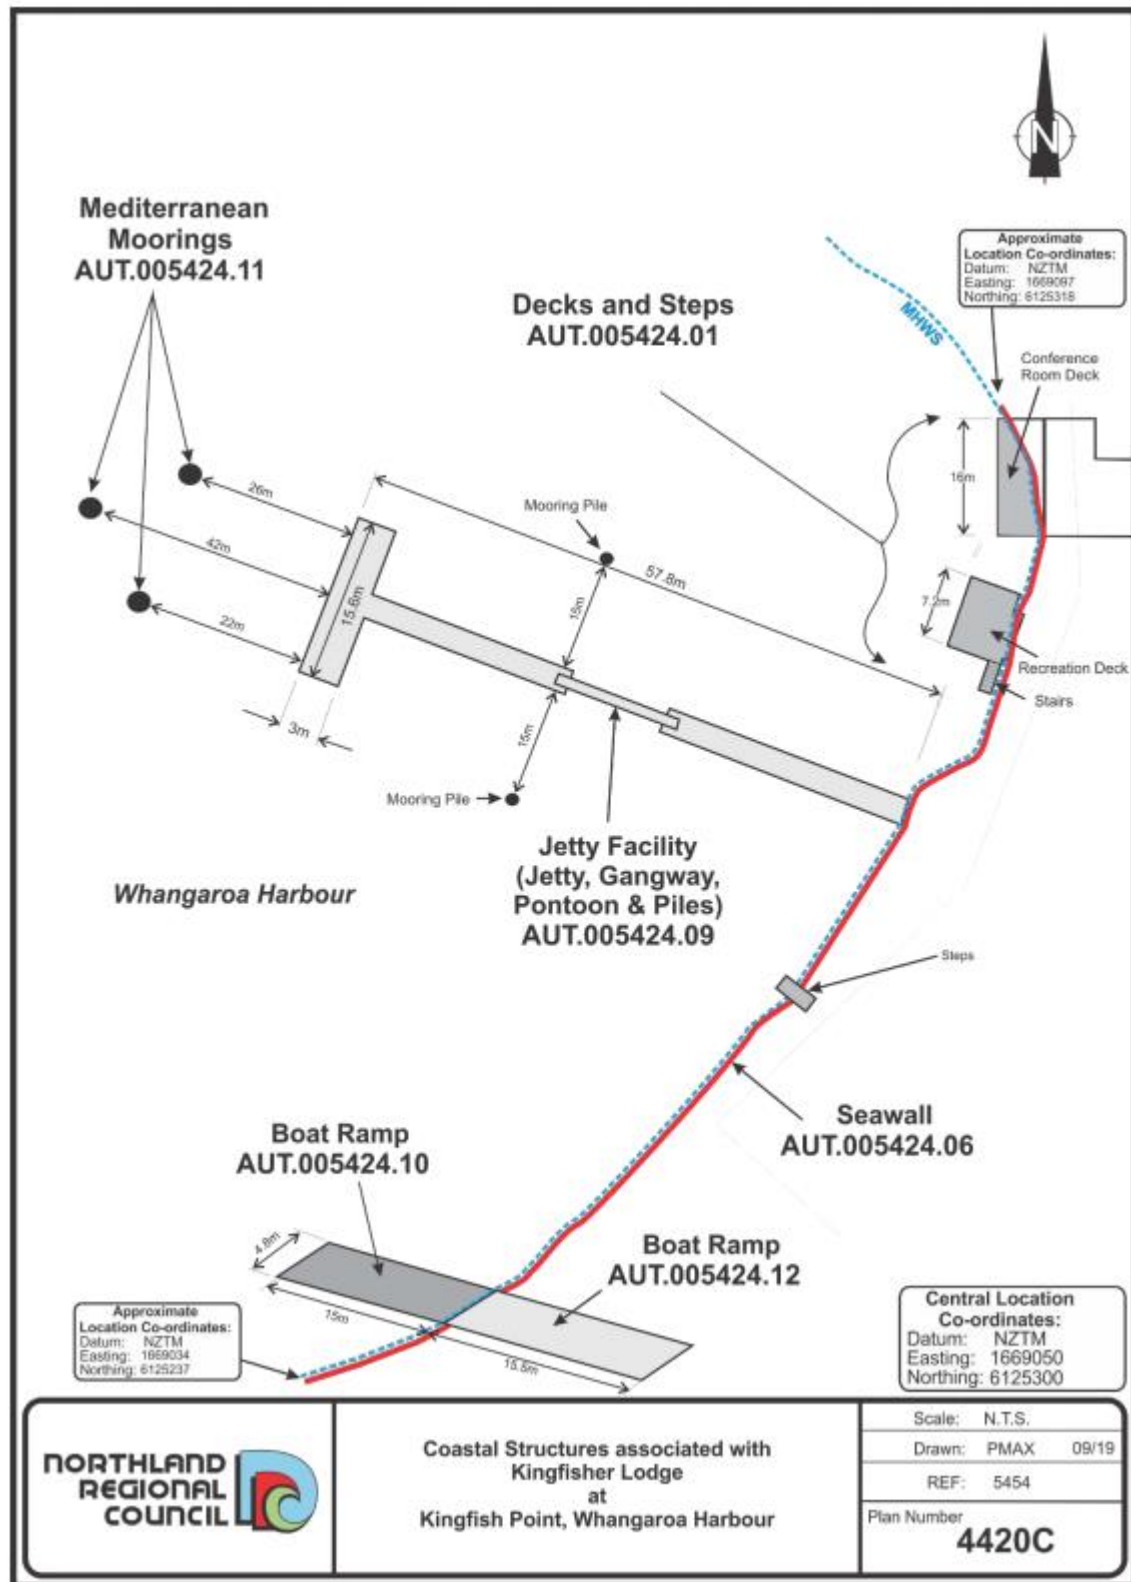 N
Mediterranean
Moorings
AUT.005424.11
Approximate
Location Co-ordinates:
Datum: NZTM
Easting: 1669097
Northing: 6125318
Decks and Steps
AUT.005424.01
MHWS
Conference
Room Deck
16m
26m
Mooring Pile
42m
57.8m
15.6m
15m
7.2m
22m
Recreation Deck
Stairs
3m
15m
Mooring Pile
Jetty Facility
(Jetty, Gangway,
Pontoon & Piles)
AUT.005424.09
Whangaroa Harbour
Steps
Seawall
AUT.005424.06
Boat Ramp
AUT.005424.10
4.8m
Boat Ramp
AUT.005424.12
15m
15.5m
Approximate
Location Co-ordinates:
Datum: NZTM
Easting: 1669034
Northing: 6125237
Central Location
Co-ordinates:
Datum: NZTM
Easting: 1669050
Northing: 6125300
NORTHLAND
REGIONAL
COUNCIL
Coastal Structures associated with
Kingfisher Lodge
at
Kingfish Point, Whangaroa Harbour
Scale: N.T.S.
Drawn: PMAX 09/19
REF: 5454
Plan Number
4420C